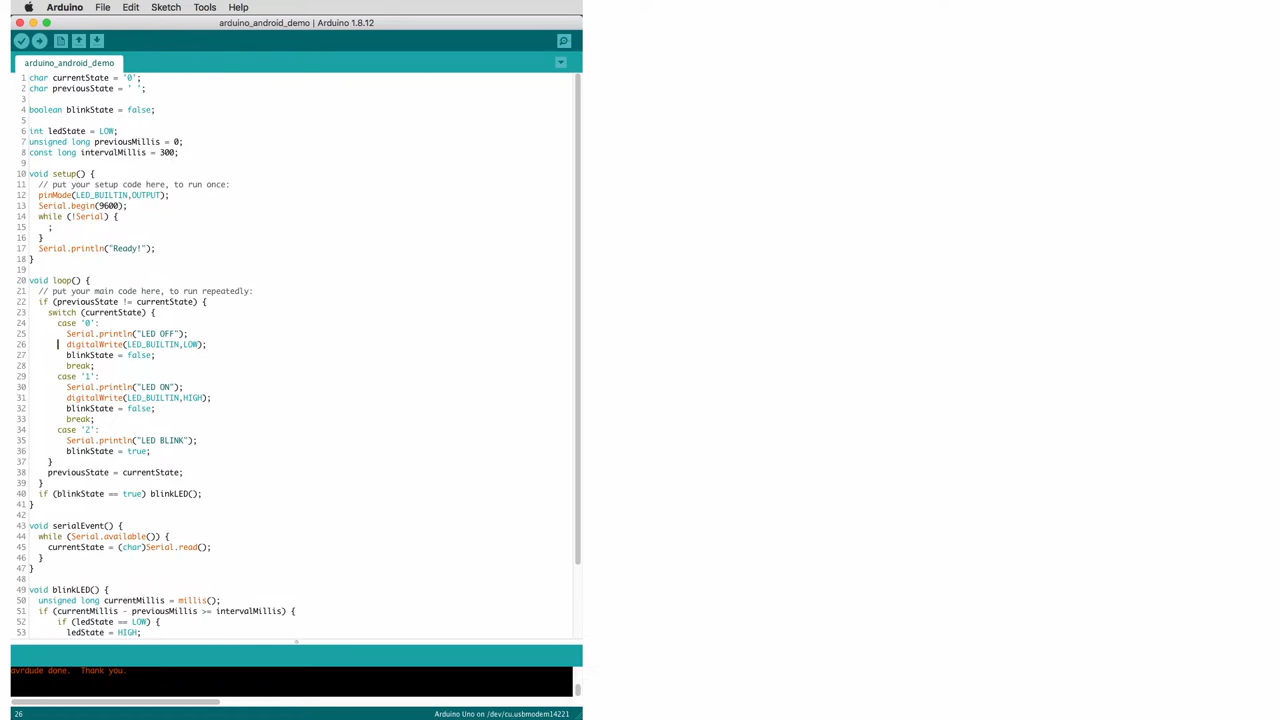 Arduino File Edit Sketch Tools Help
arduino_android_demo | Arduino 1.8.12
arduino_android_demo
1 char currentState = '0';
2 char previousState = ' ';
3
4 boolean blinkState = false;
5
6 int ledState = LOW;
7 unsigned long previousMillis = 0;
8 const long intervalMillis = 300;
9
10 void setup() {
11 // put your setup code here, to run once:
12 pinMode(LED_BUILTIN,OUTPUT);
13 Serial.begin(9600);
14 while (!Serial) {
15 ;
16 }
17 Serial.println("Ready!");
18 }
19
20 void loop() {
21 // put your main code here, to run repeatedly:
22 if (previousState != currentState) {
23 switch (currentState) {
24 case '0':
25 Serial.println("LED OFF");
26 digitalWrite(LED_BUILTIN,LOW);
27 blinkState = false;
28 break;
29 case '1':
30 Serial.println("LED ON");
31 digitalWrite(LED_BUILTIN,HIGH);
32 blinkState = false;
33 break;
34 case '2':
35 Serial.println("LED BLINK");
36 blinkState = true;
37 }
38 previousState = currentState;
39 }
40 if (blinkState == true) blinkLED();
41 }
42
43 void serialEvent() {
44 while (Serial.available()) {
45 currentState = (char)Serial.read();
46 }
47 }
48
49 void blinkLED() {
50 unsigned long currentMillis = millis();
51 if (currentMillis - previousMillis >= intervalMillis) {
52 if (ledState == LOW) {
53 ledState = HIGH;
avrdude done. Thank you.
26 Arduino Uno on /dev/cu.usbmodem14221